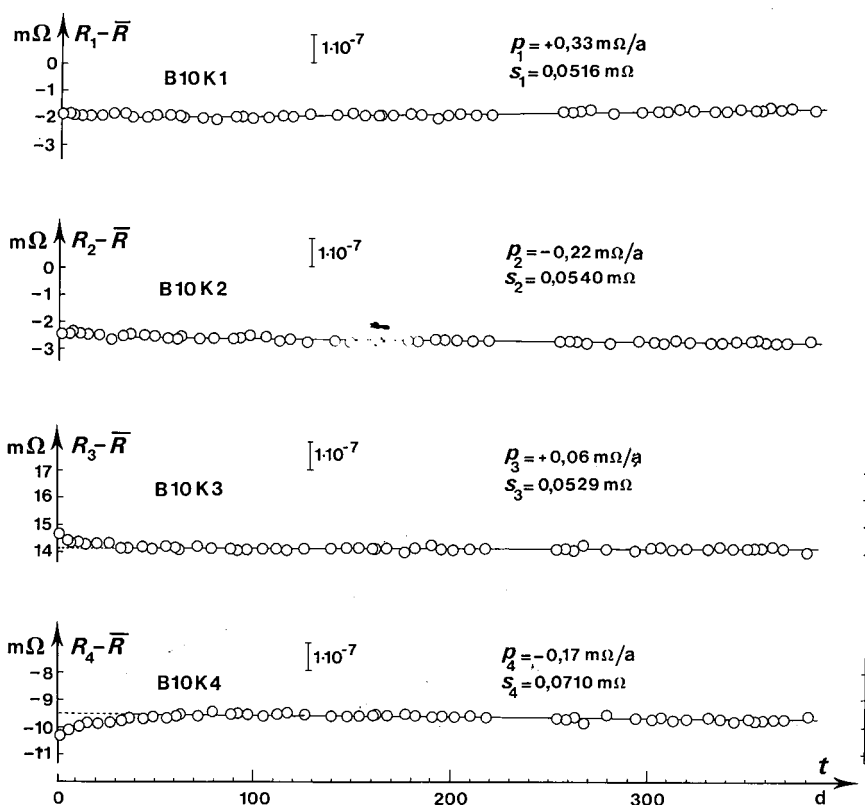 mΩ R₁−R̅ 1·10⁻⁷ p₁ = +0,33 mΩ/a
s₁ = 0,0516 mΩ
B10K1
0
−1
−2
−3
mΩ R₂−R̅ 1·10⁻⁷ p₂ = −0,22 mΩ/a
s₂ = 0,0540 mΩ
B10K2
0
−1
−2
−3
mΩ R₃−R̅ 1·10⁻⁷ p₃ = +0,06 mΩ/a
s₃ = 0,0529 mΩ
B10K3
17
16
15
14
mΩ R₄−R̅ 1·10⁻⁷ p₄ = −0,17 mΩ/a
s₄ = 0,0710 mΩ
B10K4
−8
−9
−10
−11
t
0 100 200 300 d